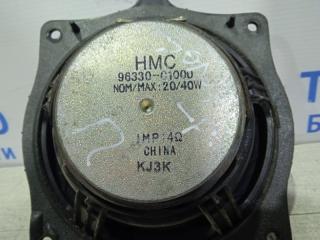 HMC
96330-C1000
NOM/MAX:20/40W
IMP:4Ω
CHINA
KJ3K